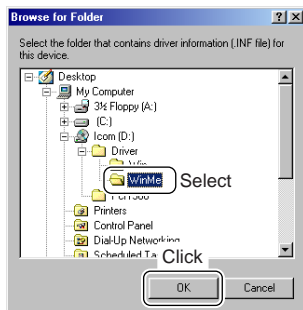 Browse for Folder
Select the folder that contains driver information (.INF file) for
this device.
Desktop
My Computer
3½ Floppy (A:)
(C:)
Icom (D:)
Driver
WinMe
Select
Printers
Control Panel
Dial-Up Networking
Scheduled
Click
OK
Cancel